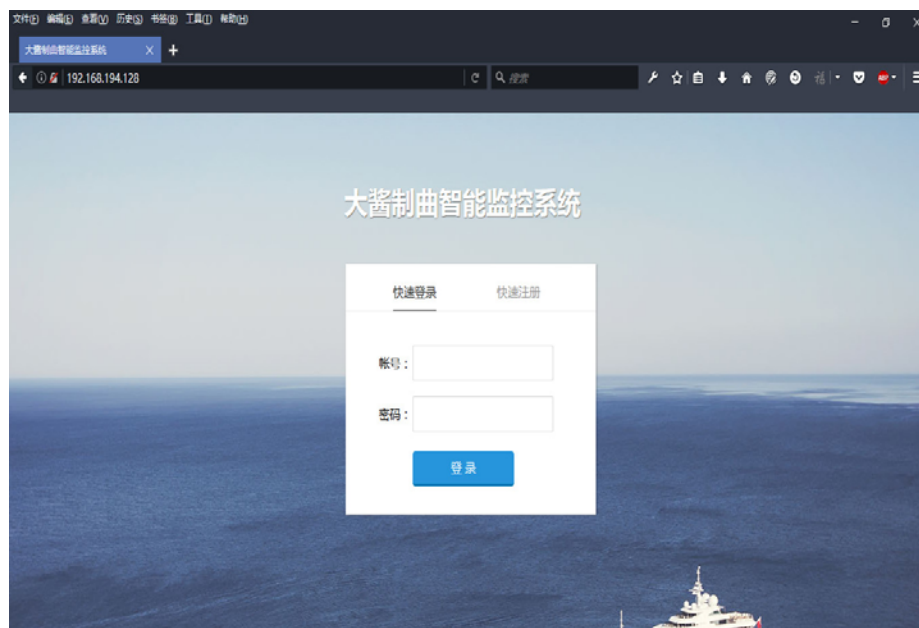 文件(F) 编辑(E) 查看(V) 历史(S) 书签(B) 工具(T) 帮助(H)
大酱制曲智能监控系统
192.168.194.128 搜索
大酱制曲智能监控系统
快速登录 快速注册
帐号：
密码：
登 录